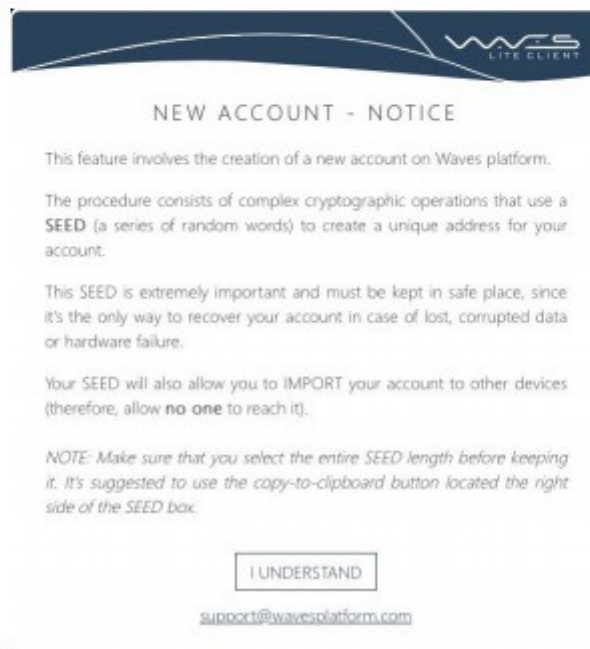 WAVES
LITE CLIENT
NEW ACCOUNT - NOTICE
This feature involves the creation of a new account on Waves platform.
The procedure consists of complex cryptographic operations that use a
SEED (a series of random words) to create a unique address for your
account.
This SEED is extremely important and must be kept in safe place, since
it's the only way to recover your account in case of lost, corrupted data
or hardware failure.
Your SEED will also allow you to IMPORT your account to other devices
(therefore, allow no one to reach it).
NOTE: Make sure that you select the entire SEED length before keeping
it. It's suggested to use the copy-to-clipboard button located the right
side of the SEED box.
I UNDERSTAND
support@wavesplatform.com